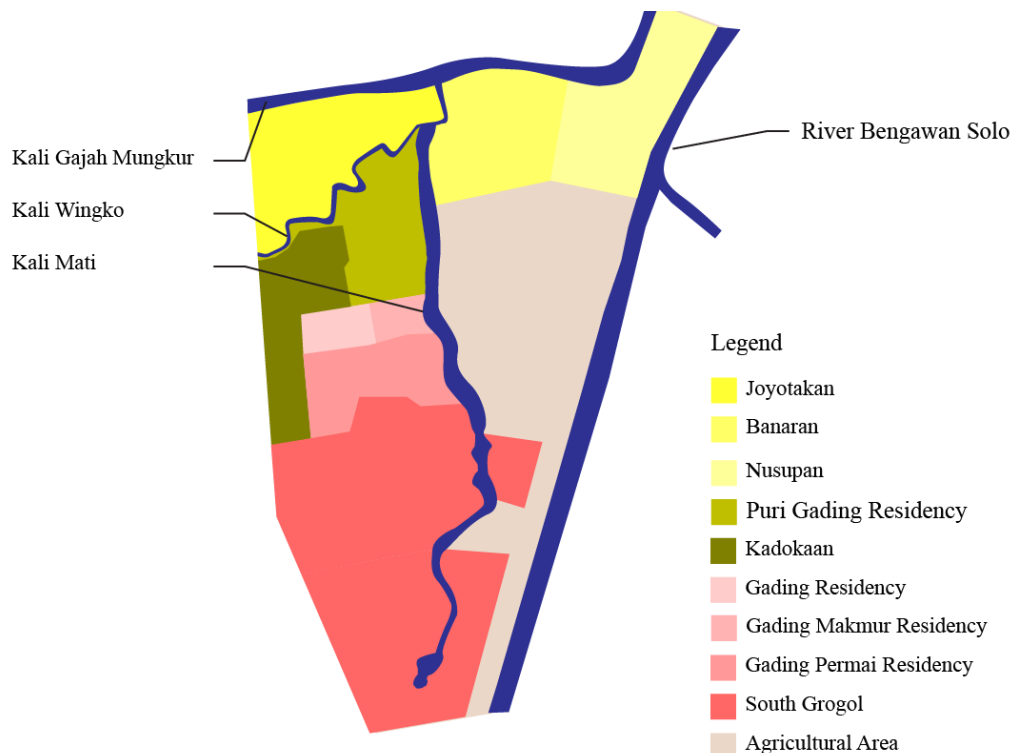 Kali Gajah Mungkur
Kali Wingko
Kali Mati
River Bengawan Solo
Legend
Joyotakan
Banaran
Nusupan
Puri Gading Residency
Kadokaan
Gading Residency
Gading Makmur Residency
Gading Permai Residency
South Grogol
Agricultural Area